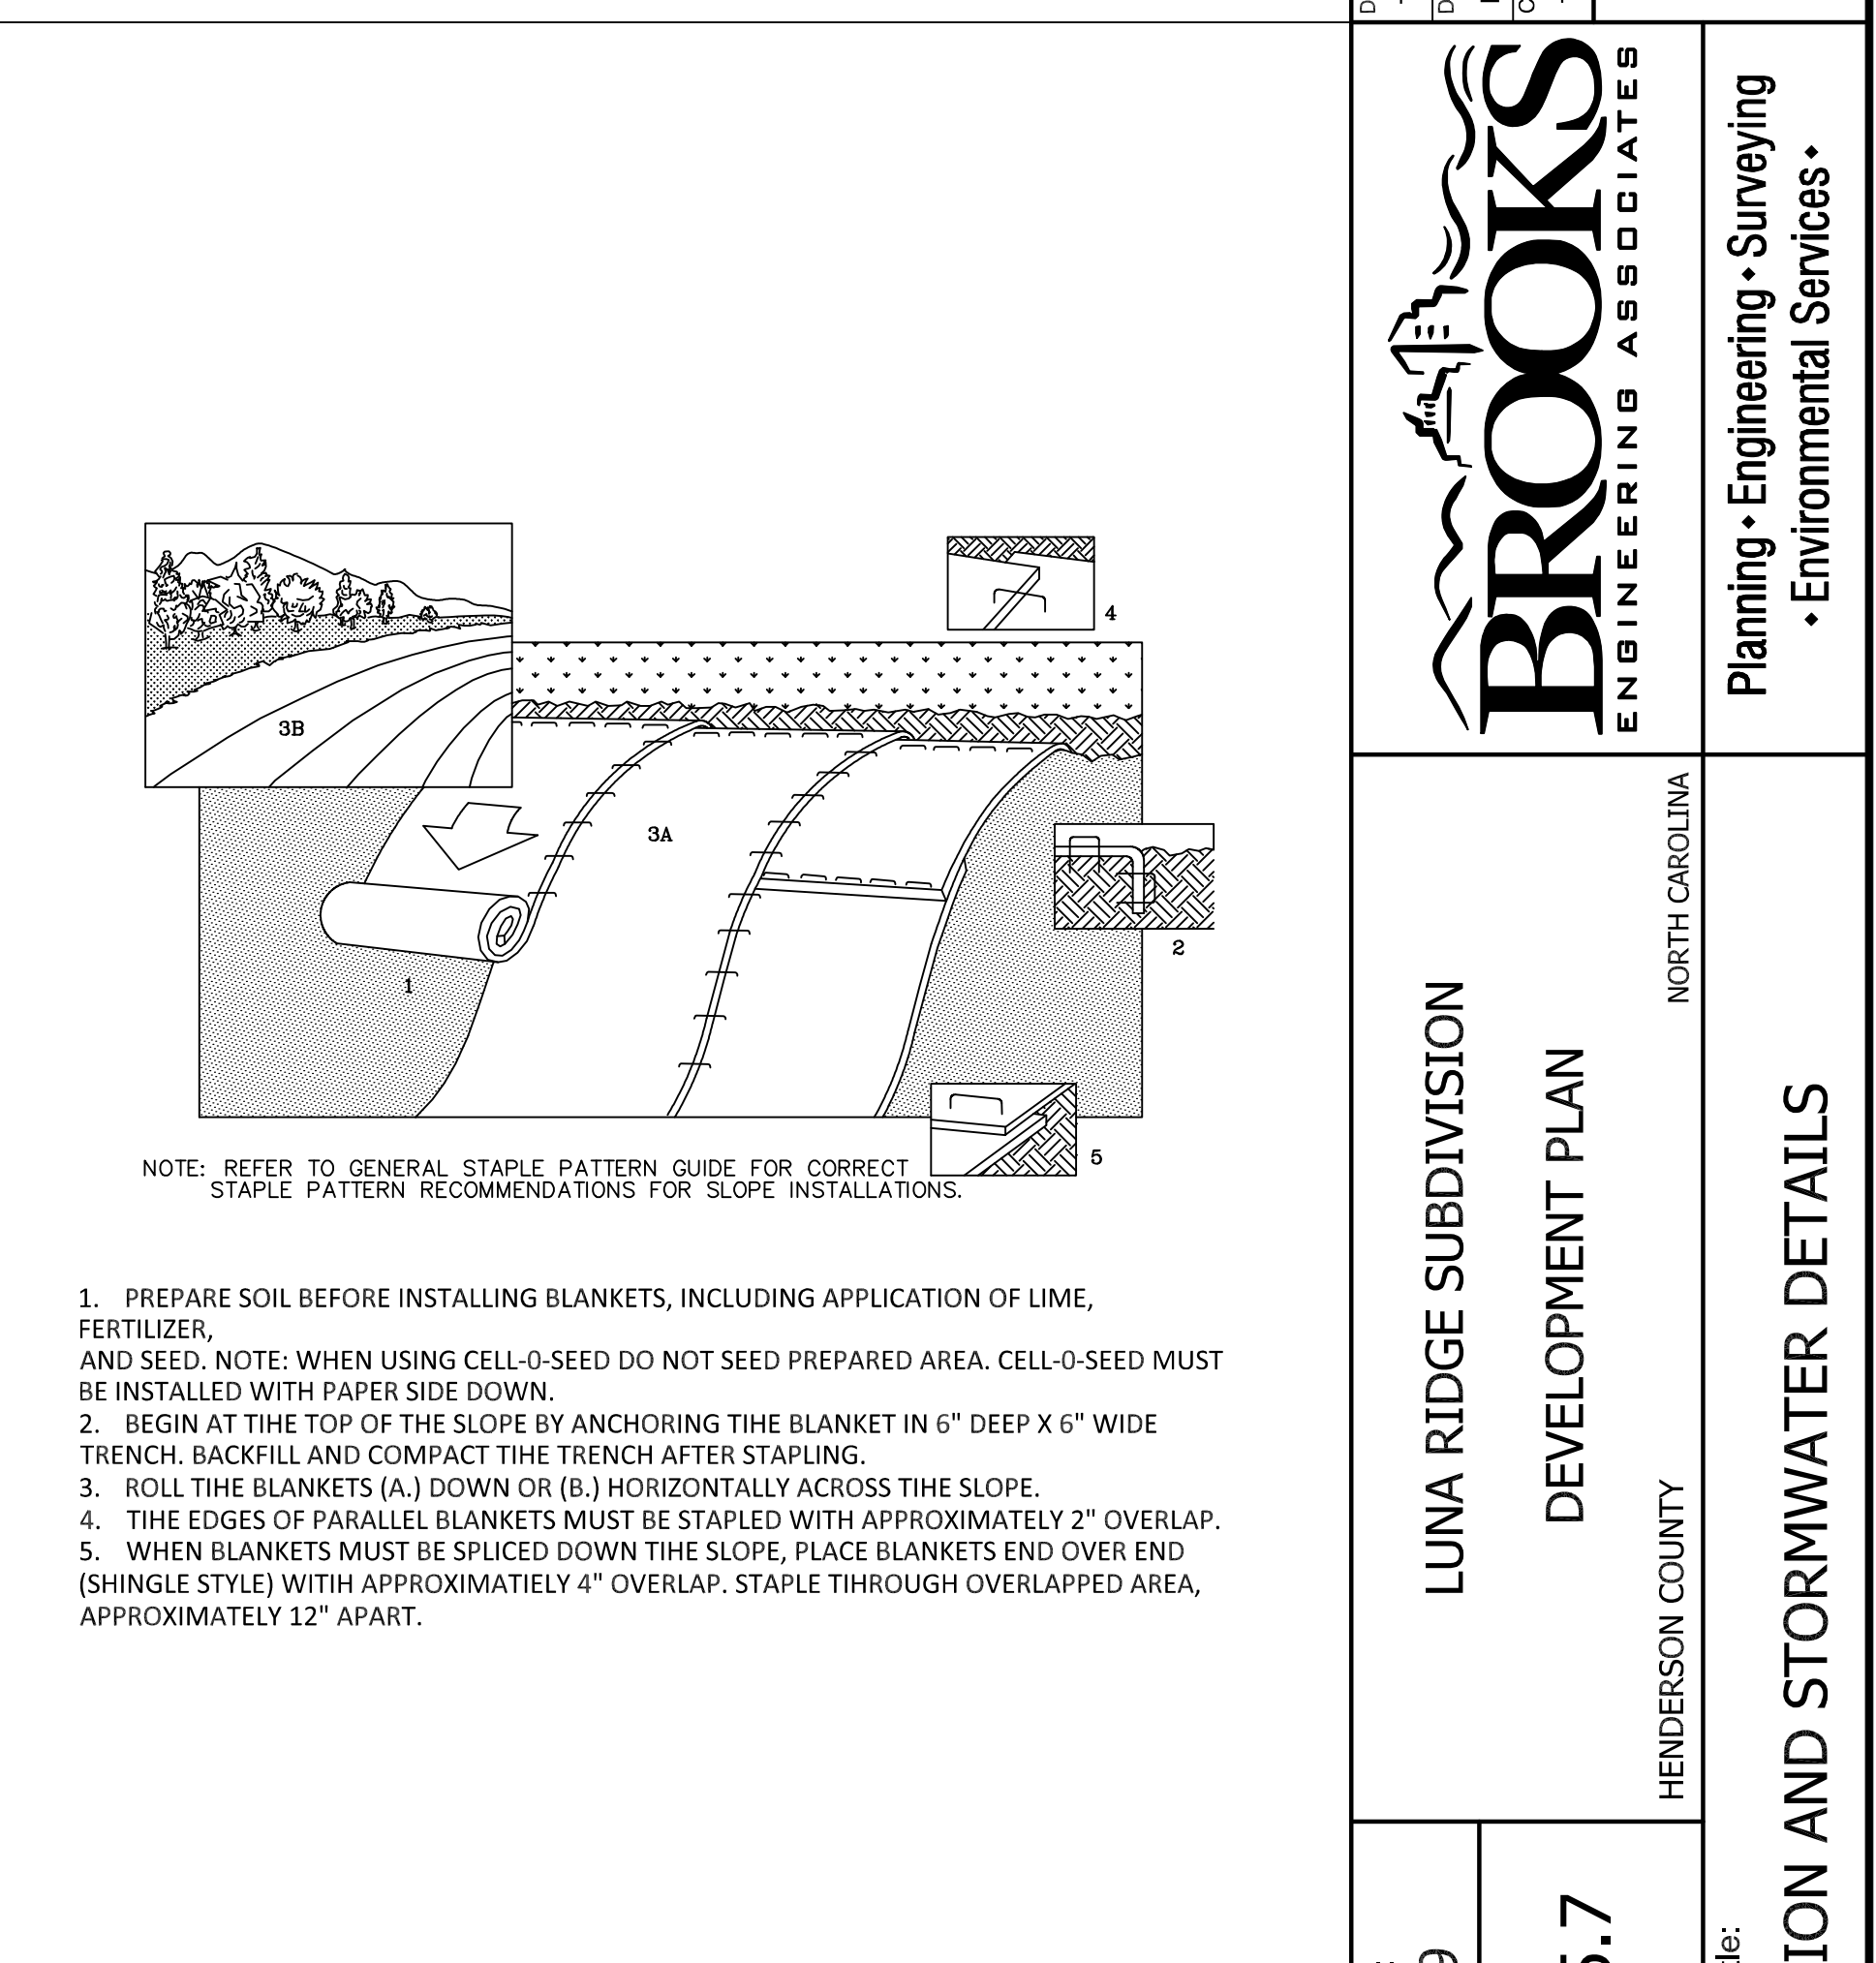 3B
4
3A
2
1
5
NOTE: REFER TO GENERAL STAPLE PATTERN GUIDE FOR CORRECT
STAPLE PATTERN RECOMMENDATIONS FOR SLOPE INSTALLATIONS.
1. PREPARE SOIL BEFORE INSTALLING BLANKETS, INCLUDING APPLICATION OF LIME,
FERTILIZER,
AND SEED. NOTE: WHEN USING CELL-0-SEED DO NOT SEED PREPARED AREA. CELL-0-SEED MUST
BE INSTALLED WITH PAPER SIDE DOWN.
2. BEGIN AT TIHE TOP OF THE SLOPE BY ANCHORING TIHE BLANKET IN 6" DEEP X 6" WIDE
TRENCH. BACKFILL AND COMPACT TIHE TRENCH AFTER STAPLING.
3. ROLL TIHE BLANKETS (A.) DOWN OR (B.) HORIZONTALLY ACROSS TIHE SLOPE.
4. TIHE EDGES OF PARALLEL BLANKETS MUST BE STAPLED WITH APPROXIMATELY 2" OVERLAP.
5. WHEN BLANKETS MUST BE SPLICED DOWN TIHE SLOPE, PLACE BLANKETS END OVER END
(SHINGLE STYLE) WITIH APPROXIMATIELY 4" OVERLAP. STAPLE TIHROUGH OVERLAPPED AREA,
APPROXIMATELY 12" APART.
BROOKS
ENGINEERING ASSOCIATES
Planning ◆ Engineering ◆ Surveying
◆ Environmental Services ◆
LUNA RIDGE SUBDIVISION
DEVELOPMENT PLAN
HENDERSON COUNTY NORTH CAROLINA
ION AND STORMWATER DETAILS
.7